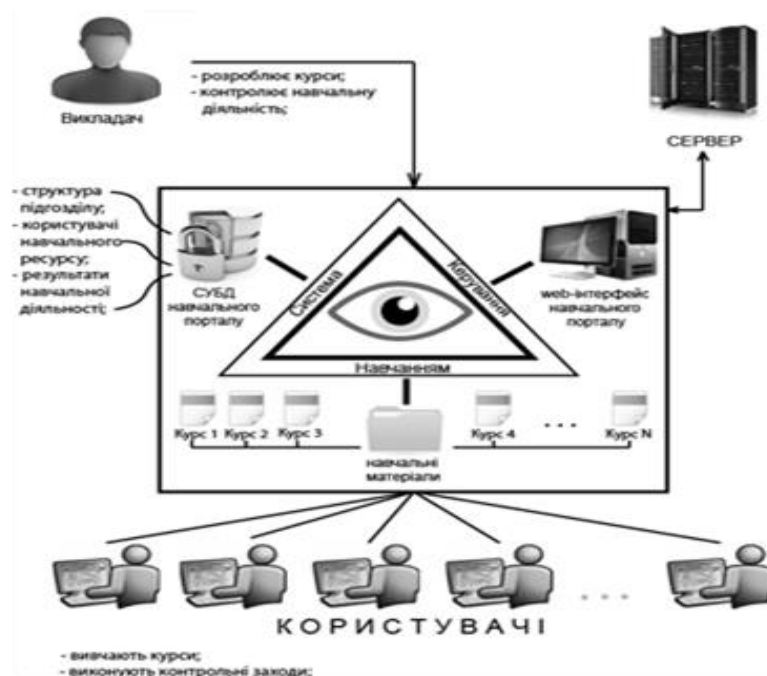 Викладач
- розроблює курси;
- контролює навчальну
діяльність;
СЕРВЕР
- структура
підгозділу;
- користувачі
навчального
ресурсу;
- результати
навчальної
діяльності;
СУБД
навчального
порталу
Система
Керування
Навчанням
web-інтерфейс
навчального
порталу
Курс 1
Курс 2
Курс 3
Курс 4
...
Курс N
навчальні
матеріали
...
КОРИСТУВАЧІ
- вивчають курси;
- виконують контрольні заходи;